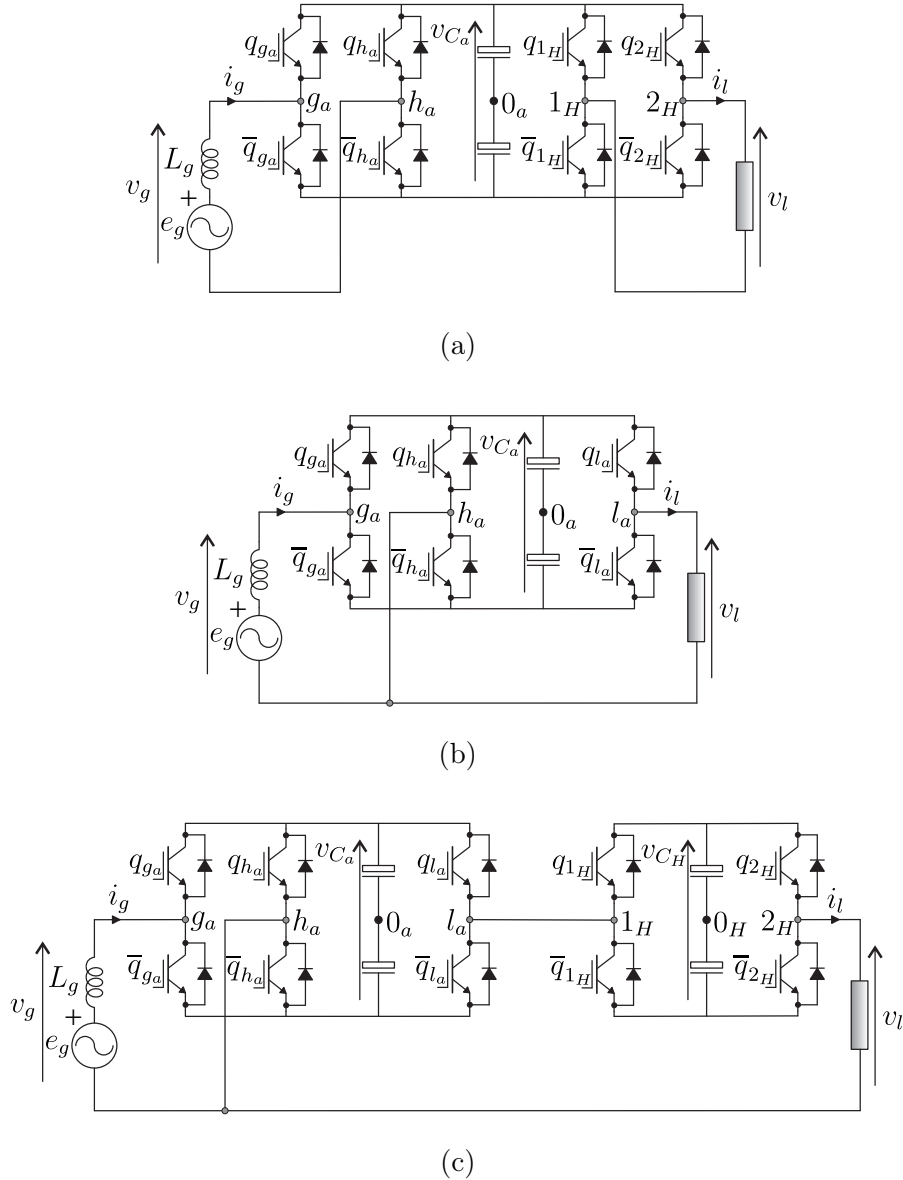 q_{g_a} q_{h_a} v_{C_a} q_{1_H} q_{2_H}
i_g g_a h_a 0_a 1_H 2_H i_l
q̅_{g_a} q̅_{h_a} q̅_{1_H} q̅_{2_H}
v_g L_g + e_g v_l
(a)
q_{g_a} q_{h_a} v_{C_a} q_{l_a}
i_g g_a h_a 0_a l_a i_l
q̅_{g_a} q̅_{h_a} q̅_{l_a}
v_g L_g + e_g v_l
(b)
q_{g_a} q_{h_a} v_{C_a} q_{l_a} q_{1_H} v_{C_H} q_{2_H}
i_g g_a h_a 0_a l_a 1_H 0_H 2_H i_l
q̅_{g_a} q̅_{h_a} q̅_{l_a} q̅_{1_H} q̅_{2_H}
v_g L_g + e_g v_l
(c)